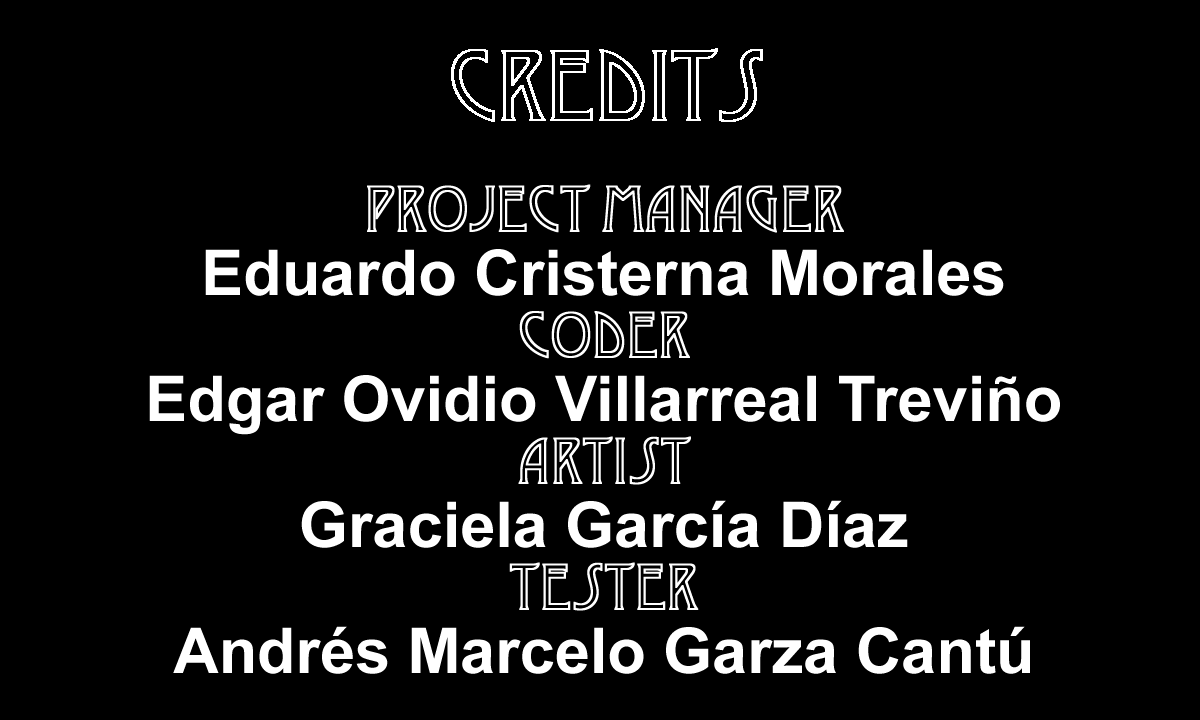 CREDITS
PROJECT MANAGER
Eduardo Cristerna Morales
CODER
Edgar Ovidio Villarreal Treviño
ARTIST
Graciela García Díaz
TESTER
Andrés Marcelo Garza Cantú